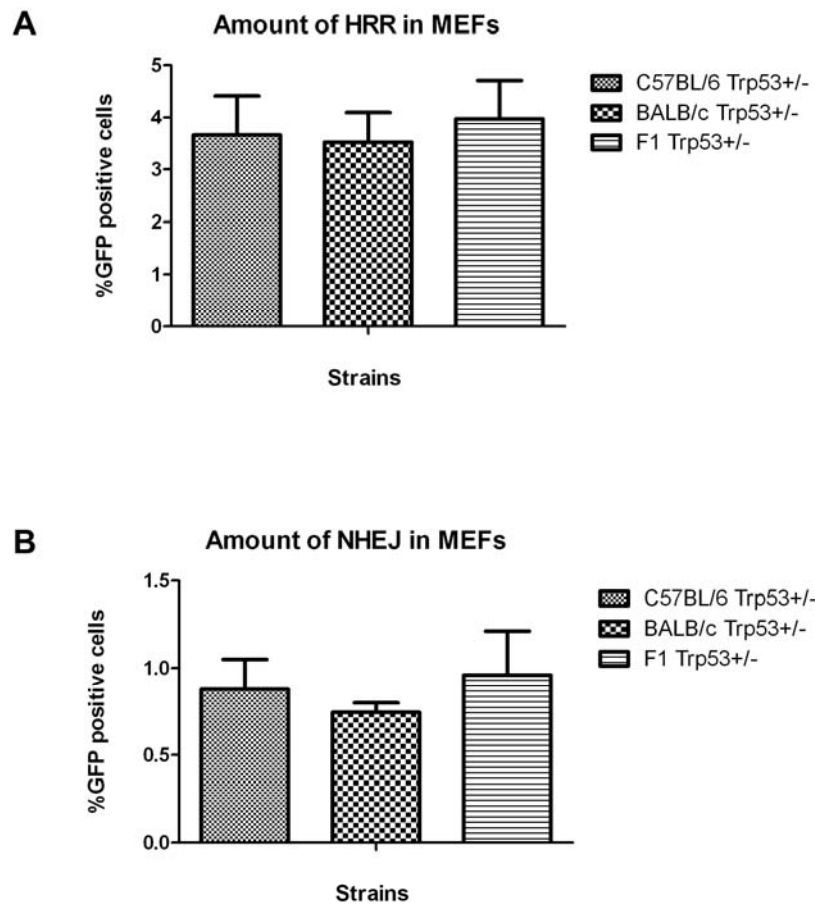 A
Amount of HRR in MEFs
5
4
3
2
1
0
%GFP positive cells
Strains
C57BL/6 Trp53+/-
BALB/c Trp53+/-
F1 Trp53+/-
B
Amount of NHEJ in MEFs
1.5
1.0
0.5
0.0
%GFP positive cells
Strains
C57BL/6 Trp53+/-
BALB/c Trp53+/-
F1 Trp53+/-